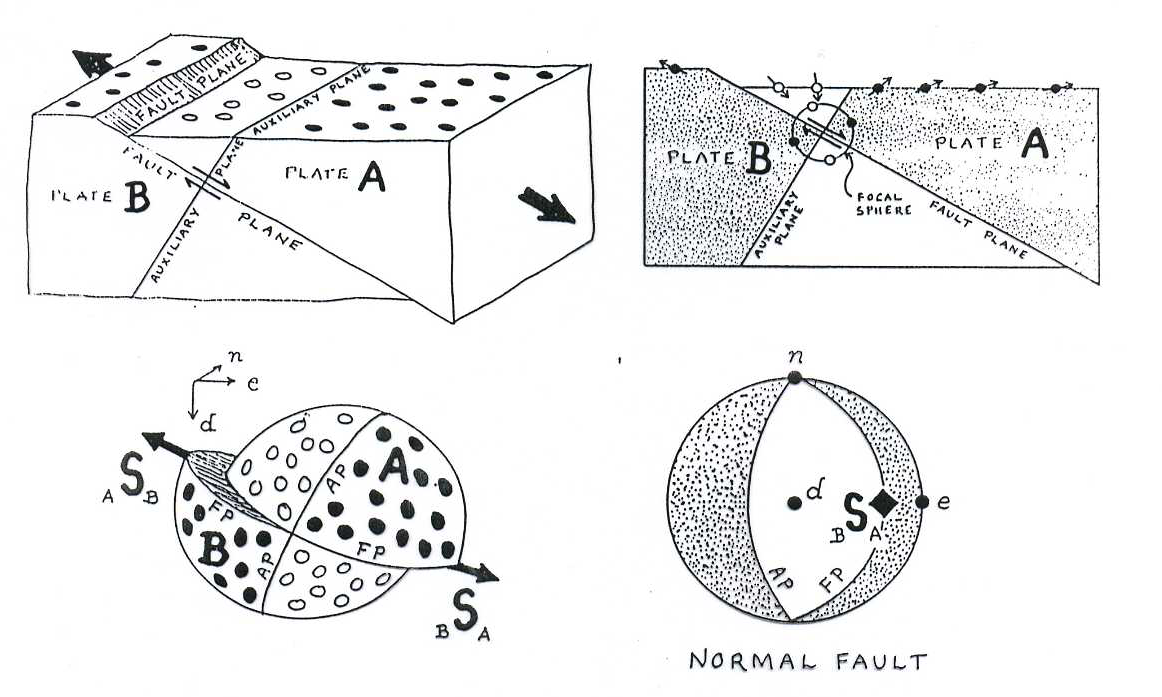 FAULT PLANE
AUXILIARY PLANE
FAULT PLANE
PLATE B
PLATE A
AUXILIARY PLANE
PLATE B
PLATE A
FOCAL
SPHERE
AUXILIARY
PLANE
FAULT PLANE
n
e
d
A S B
FP
AP
A
B
AP
FP
B S A
n
d
e
B S A
AP
FP
NORMAL FAULT